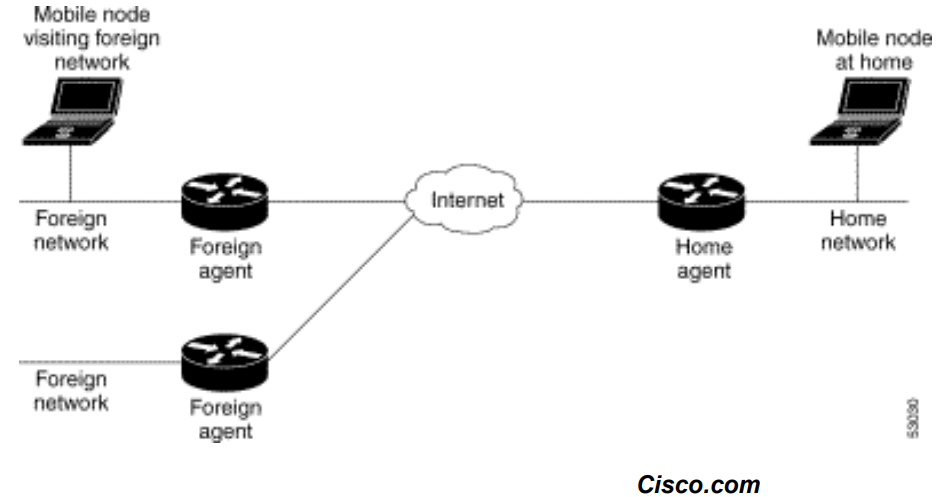 Mobile node
visiting foreign
network
Mobile node
at home
Internet
Foreign
network
Foreign
agent
Home
agent
Home
network
Foreign
network
Foreign
agent
53030
Cisco.com